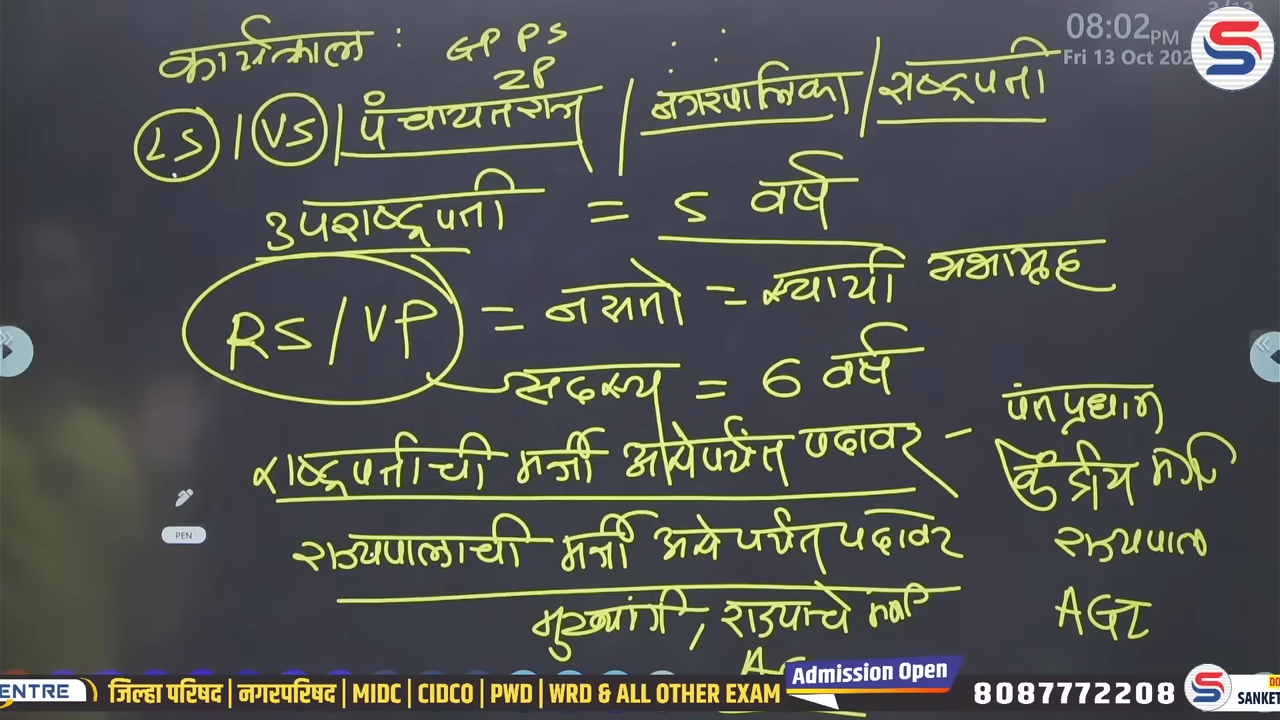 08:02 PM
Fri 13 Oct 202
कार्यकाल : GP PS
ZP
LS / VS / पंचायतराज / नगरपालिका / राष्ट्रपती
उपराष्ट्रपती = 5 वर्ष
RS / VP = नसतो = स्थायी सभागृह
सदस्य = 6 वर्ष
राष्ट्रपतीची मर्जी असेपर्यंत पदावर - पंतप्रधान
केंद्रीय मंत्री
राज्यपाल
AGI
राज्यपालाची मर्जी असेपर्यंत पदावर
मुख्यमंत्री, राज्याचे मंत्री
PEN
ENTRE
जिल्हा परिषद | नगरपरिषद | MIDC | CIDCO | PWD | WRD & ALL OTHER EXAM
Admission Open
8087772208
SANKET